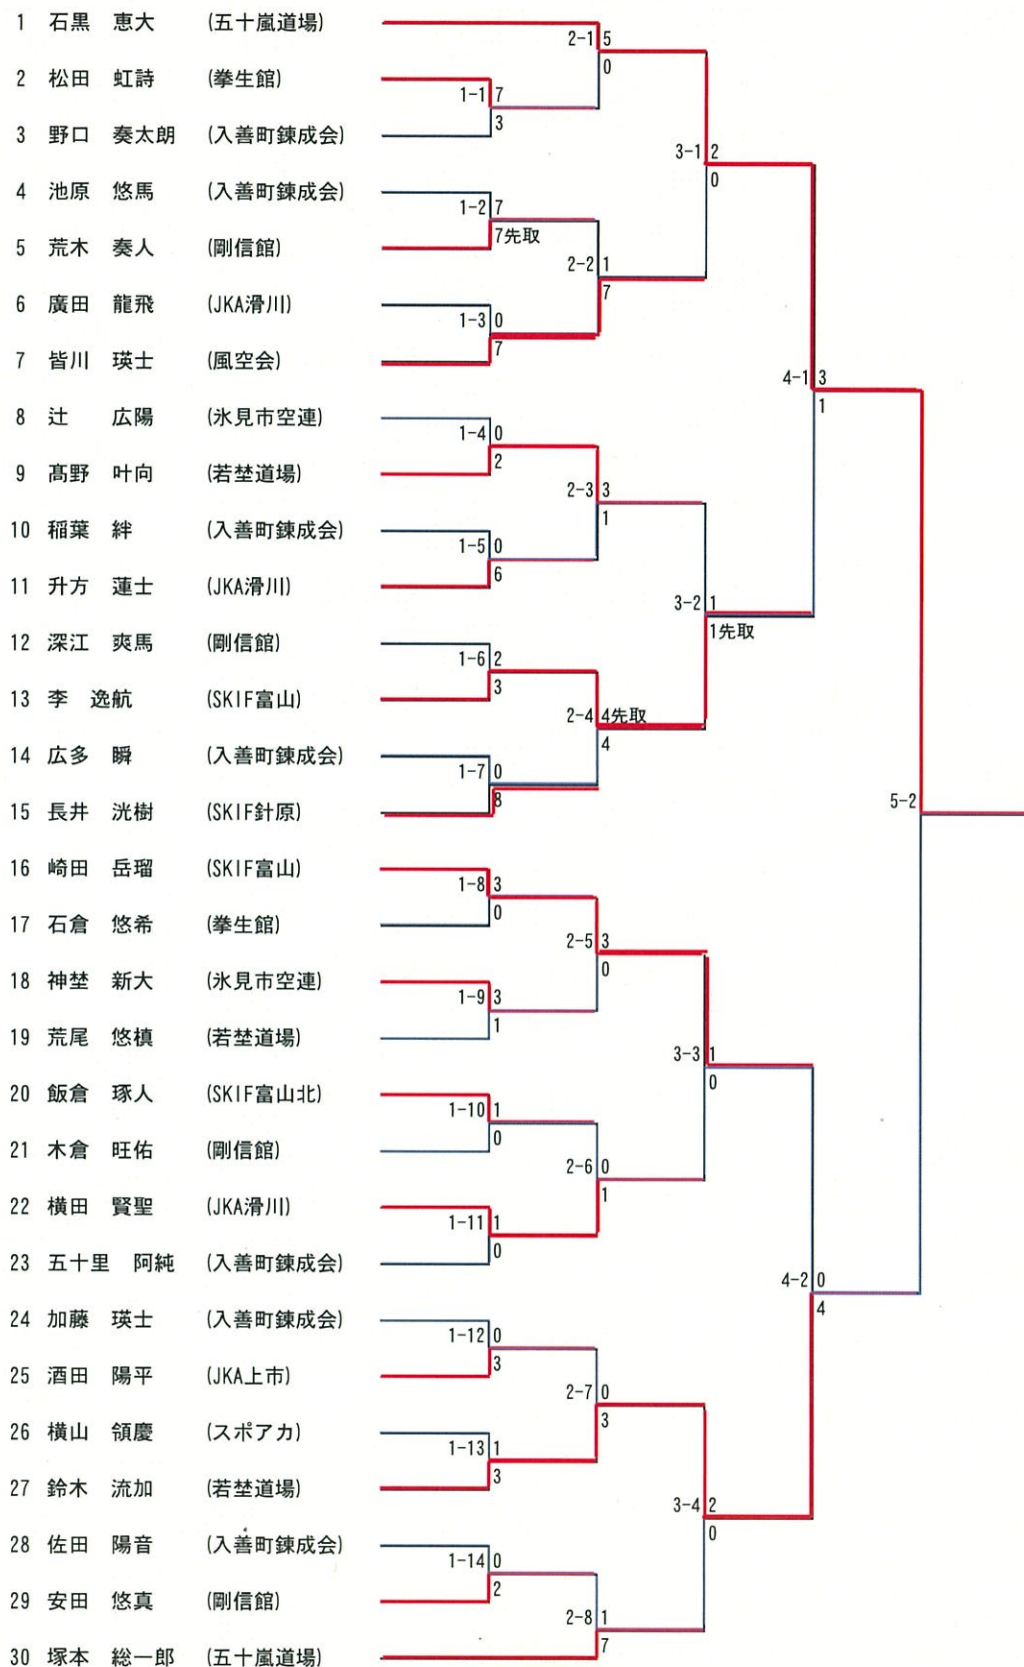 1 石黒 恵大 (五十嵐道場)
2-1 5
0
2 松田 虹詩 (拳生館)
1-1 7
3
3 野口 奏太朗 (入善町錬成会)
3-1 2
0
4 池原 悠馬 (入善町錬成会)
1-2 7
7先取
5 荒木 奏人 (剛信館)
2-2 1
7
6 廣田 龍飛 (JKA滑川)
1-3 0
7
7 皆川 瑛士 (風空会)
4-1 3
1
8 辻 広陽 (氷見市空連)
1-4 0
2
9 髙野 叶向 (若埜道場)
2-3 3
1
10 稲葉 絆 (入善町錬成会)
1-5 0
6
11 升方 蓮士 (JKA滑川)
3-2 1
1先取
12 深江 爽馬 (剛信館)
1-6 2
3
13 李 逸航 (SKIF富山)
2-4 4先取
4
14 広多 瞬 (入善町錬成会)
1-7 0
8
15 長井 洸樹 (SKIF針原)
5-2
16 崎田 岳瑠 (SKIF富山)
1-8 3
0
17 石倉 悠希 (拳生館)
2-5 3
0
18 神埜 新大 (氷見市空連)
1-9 3
1
19 荒尾 悠槙 (若埜道場)
3-3 1
0
20 飯倉 琢人 (SKIF富山北)
1-10 1
0
21 木倉 旺佑 (剛信館)
2-6 0
1
22 横田 賢聖 (JKA滑川)
1-11 1
0
23 五十里 阿純 (入善町錬成会)
4-2 0
4
24 加藤 瑛士 (入善町錬成会)
1-12 0
3
25 酒田 陽平 (JKA上市)
2-7 0
3
26 横山 領慶 (スポアカ)
1-13 1
3
27 鈴木 流加 (若埜道場)
3-4 2
0
28 佐田 陽音 (入善町錬成会)
1-14 0
2
29 安田 悠真 (剛信館)
2-8 1
7
30 塚本 総一郎 (五十嵐道場)